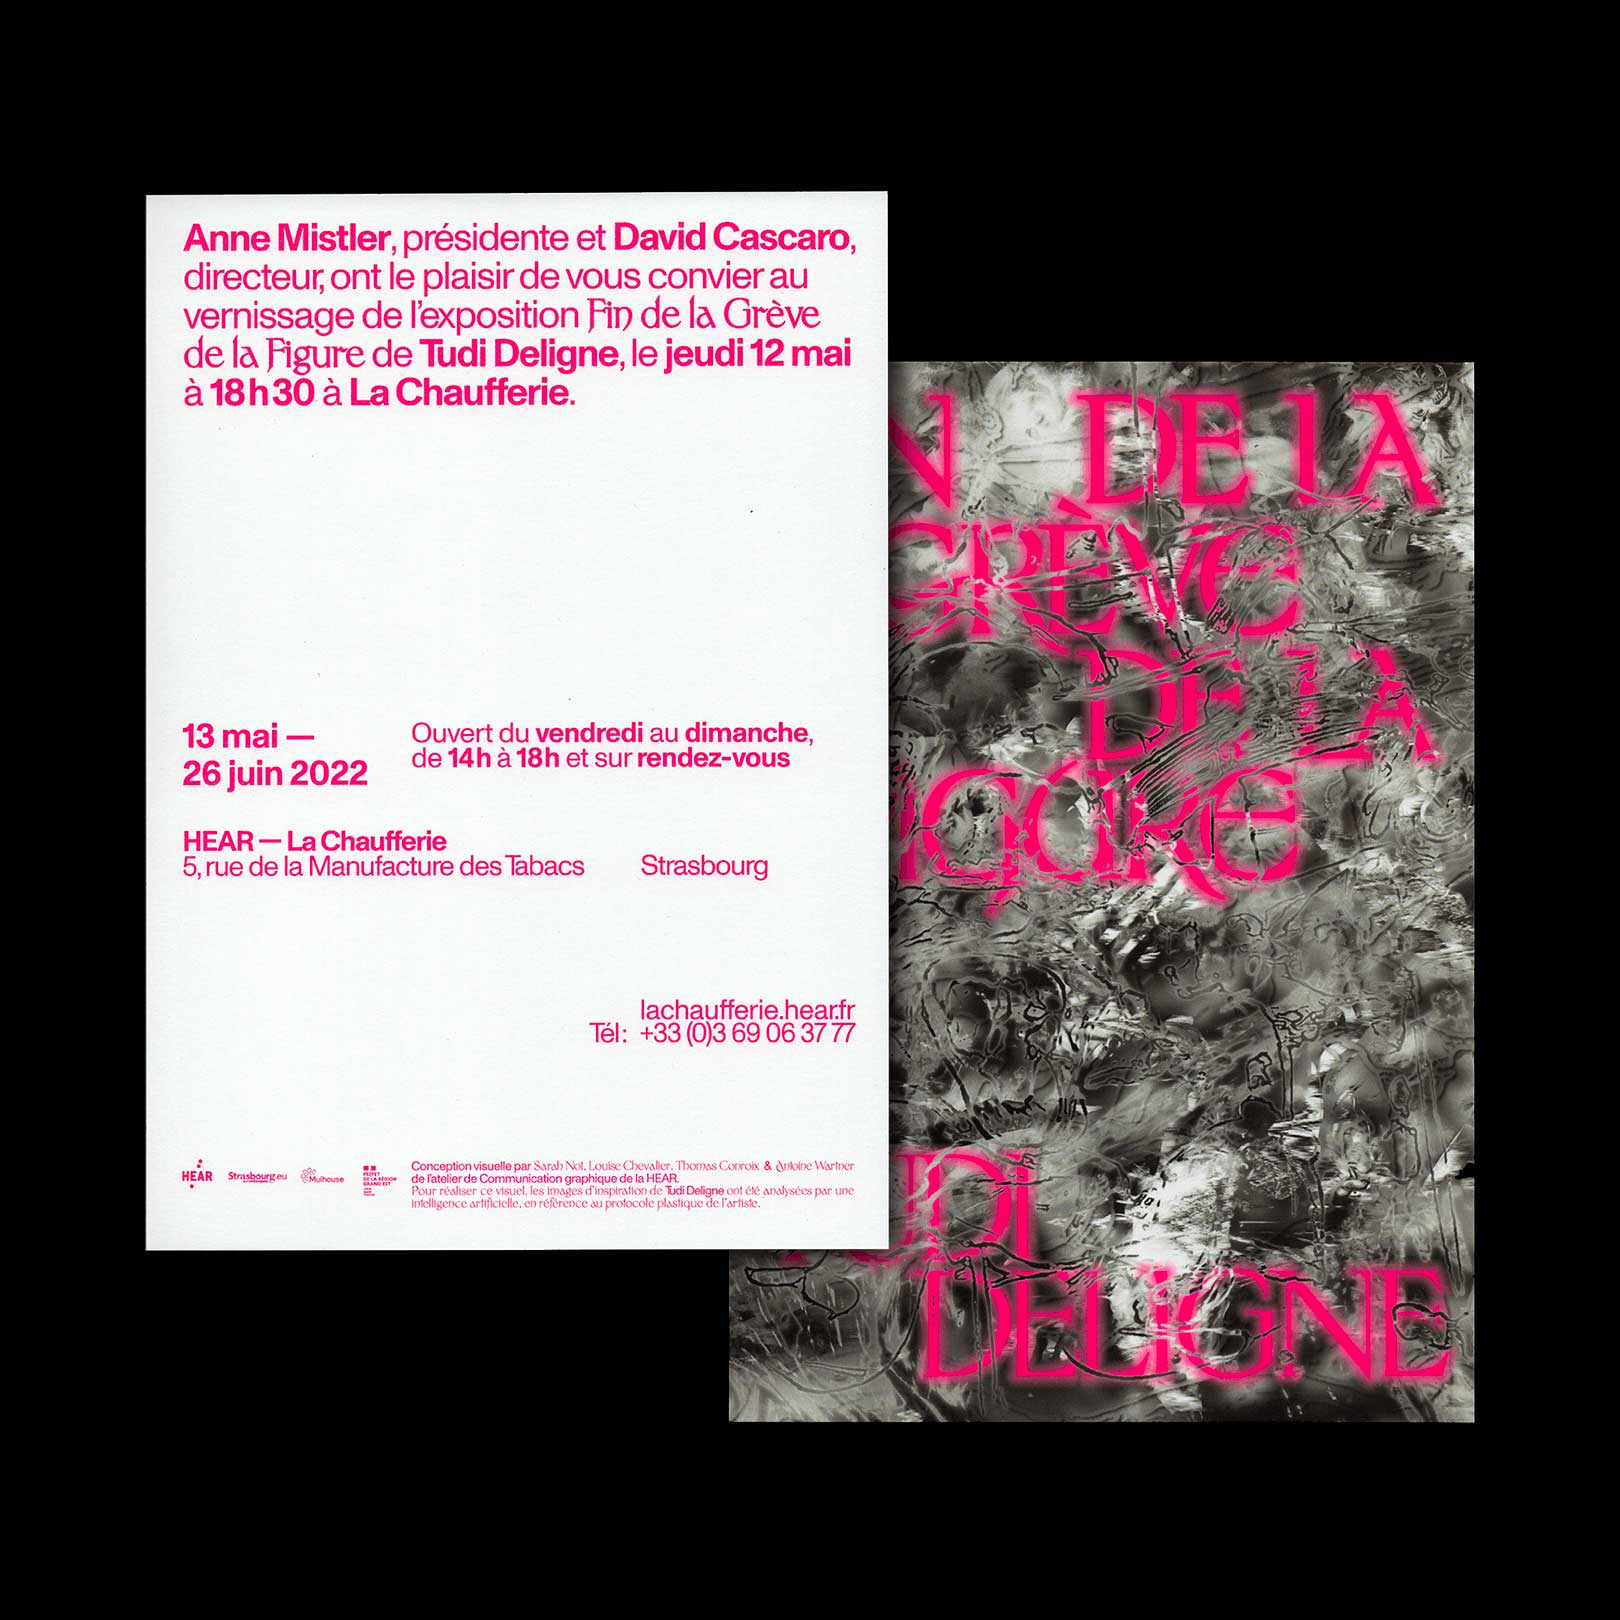 Anne Mistler, présidente et David Cascaro,
directeur, ont le plaisir de vous convier au
vernissage de l'exposition Fin de la Grève
de la Figure de Tudi Deligne, le jeudi 12 mai
à 18h30 à La Chaufferie.
13 mai —
26 juin 2022
Ouvert du vendredi au dimanche,
de 14h à 18h et sur rendez-vous
HEAR — La Chaufferie
5, rue de la Manufacture des Tabacs Strasbourg
lachaufferie.hear.fr
Tél : +33 (0)3 69 06 37 77
HEAR
Strasbourg.eu
Mulhouse
PRÉFET
DE LA RÉGION
GRAND EST
Conception visuelle par Sarah Not, Louise Chevalier, Thomas Conroix & Antoine Wartner
de l'atelier de Communication graphique de la HEAR.
Pour réaliser ce visuel, les images d'inspiration de Tudi Deligne ont été analysées par une
intelligence artificielle, en référence au protocole plastique de l'artiste.
N DE LA
GRÈVE
DE LA
IGURE
UDI
DELIGNE